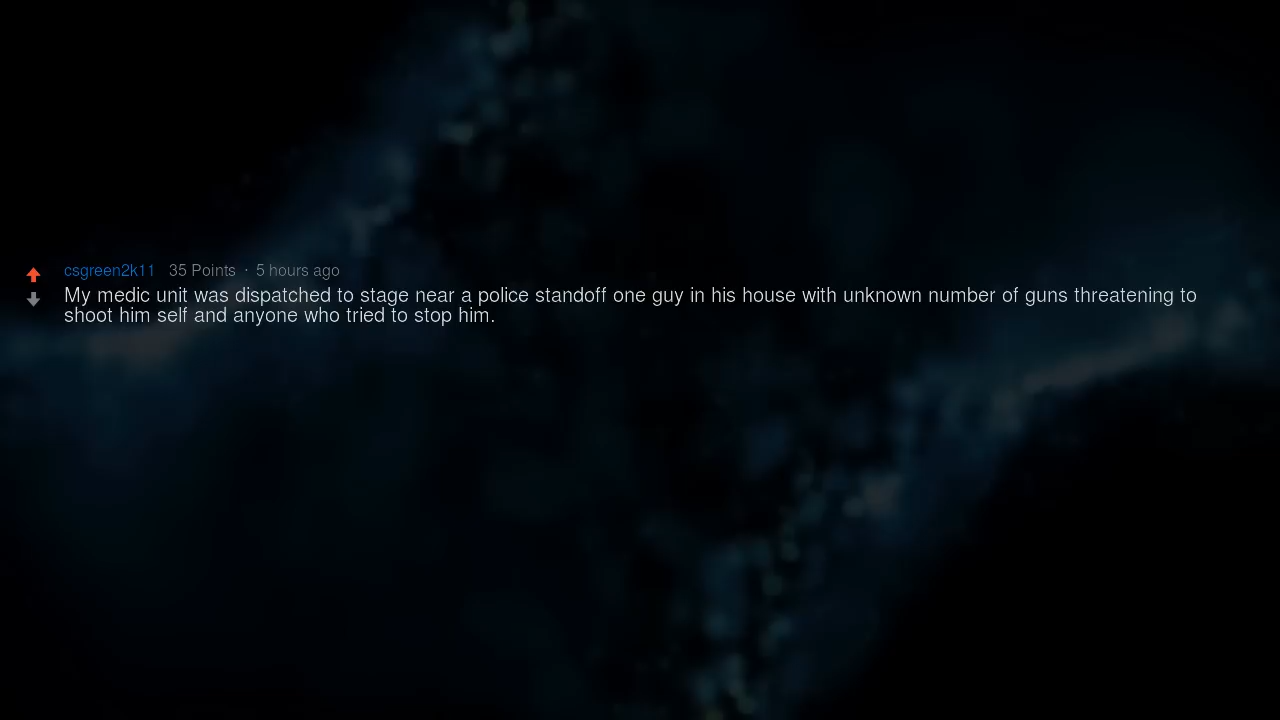 csgreen2k11 35 Points · 5 hours ago
My medic unit was dispatched to stage near a police standoff one guy in his house with unknown number of guns threatening to
shoot him self and anyone who tried to stop him.